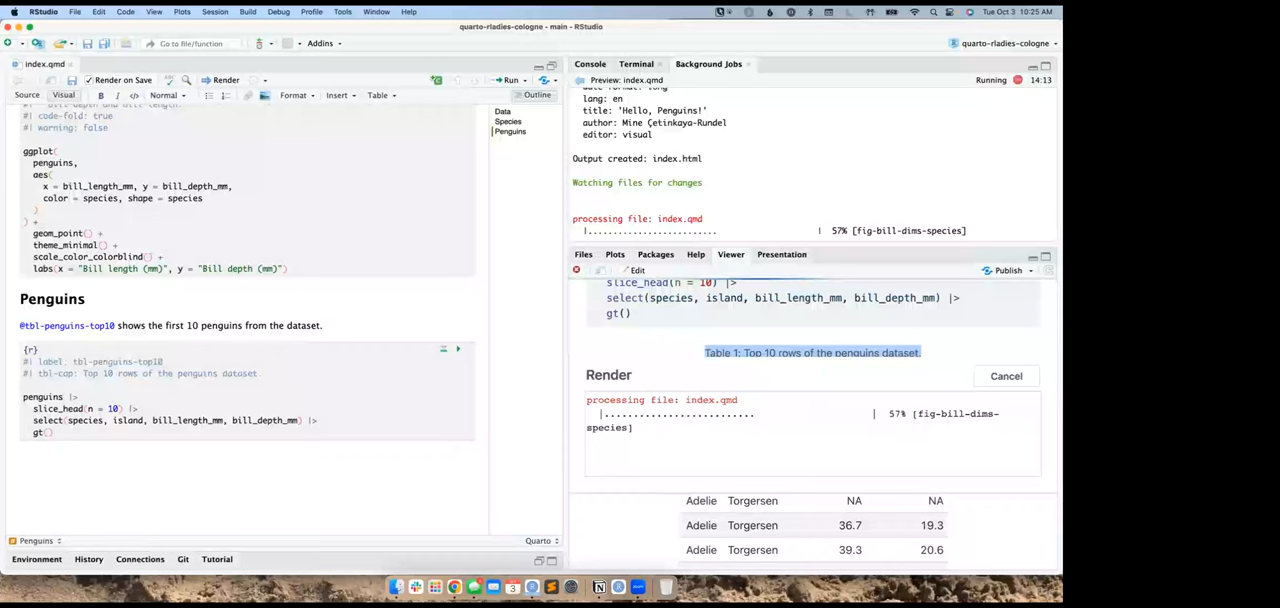 RStudio File Edit Code View Plots Session Build Debug Profile Tools Window Help Tue Oct 3 10:25 AM
quarto-rladies-cologne - main - RStudio
Go to file/function Addins quarto-rladies-cologne
index.qmd
Render on Save Render Run
Source Visual B I </> Normal Format Insert Table Outline
#| code-fold: true
#| warning: false
ggplot(
penguins,
aes(
x = bill_length_mm, y = bill_depth_mm,
color = species, shape = species
)
) +
geom_point() +
theme_minimal() +
scale_color_colorblind() +
labs(x = "Bill length (mm)", y = "Bill depth (mm)")
Penguins
@tbl-penguins-top10 shows the first 10 penguins from the dataset.
{r}
#| label: tbl-penguins-top10
#| tbl-cap: Top 10 rows of the penguins dataset.
penguins |>
slice_head(n = 10) |>
select(species, island, bill_length_mm, bill_depth_mm) |>
gt()
Data
Species
Penguins
Penguins Quarto
Environment History Connections Git Tutorial
Console Terminal Background Jobs
Preview: index.qmd Running 14:13
date-format: long
lang: en
title: 'Hello, Penguins!'
author: Mine Çetinkaya-Rundel
editor: visual
Output created: index.html
Watching files for changes
processing file: index.qmd
|.......................... | 57% [fig-bill-dims-species]
Files Plots Packages Help Viewer Presentation
Edit Publish
slice_head(n = 10) |>
select(species, island, bill_length_mm, bill_depth_mm) |>
gt()
Table 1: Top 10 rows of the penguins dataset.
Render Cancel
processing file: index.qmd
|.......................... | 57% [fig-bill-dims-
species]
Adelie Torgersen NA NA
Adelie Torgersen 36.7 19.3
Adelie Torgersen 39.3 20.6